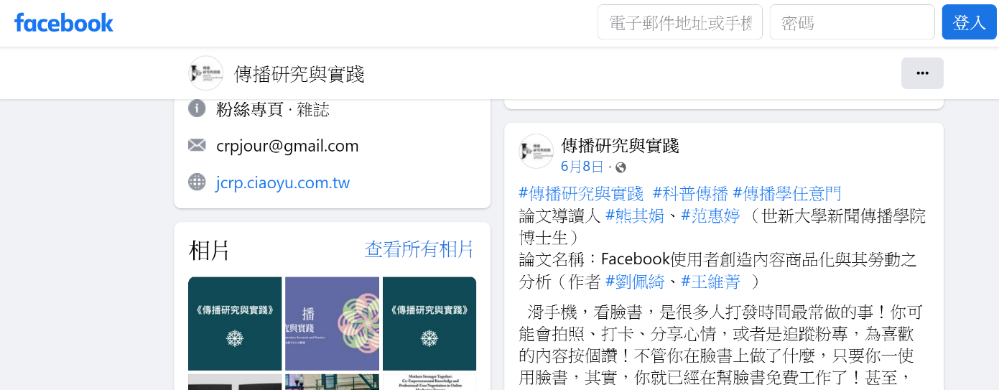 facebook
電子郵件地址或手機
密碼
登入
傳播研究與實踐
粉絲專頁 · 雜誌
crpjour@gmail.com
jcrp.ciaoyu.com.tw
相片
查看所有相片
《傳播研究與實踐》
播
究與實踐
《傳播研究與實踐》
Mothers Stronger Together:
Co-Empowered Knowledge and
Professional-User Negotiation in Online
傳播研究與實踐
6月8日 ·
#傳播研究與實踐 #科普傳播 #傳播學任意門
論文導讀人 #熊其娟、#范惠婷 （世新大學新聞傳播學院
博士生）
論文名稱：Facebook使用者創造內容商品化與其勞動之
分析（作者 #劉佩綺、#王維菁 ）
滑手機，看臉書，是很多人打發時間最常做的事！你可
能會拍照、打卡、分享心情，或者是追蹤粉專，為喜歡
的內容按個讚！不管你在臉書上做了什麼，只要你一使
用臉書，其實，你就已經在幫臉書免費工作了！甚至，